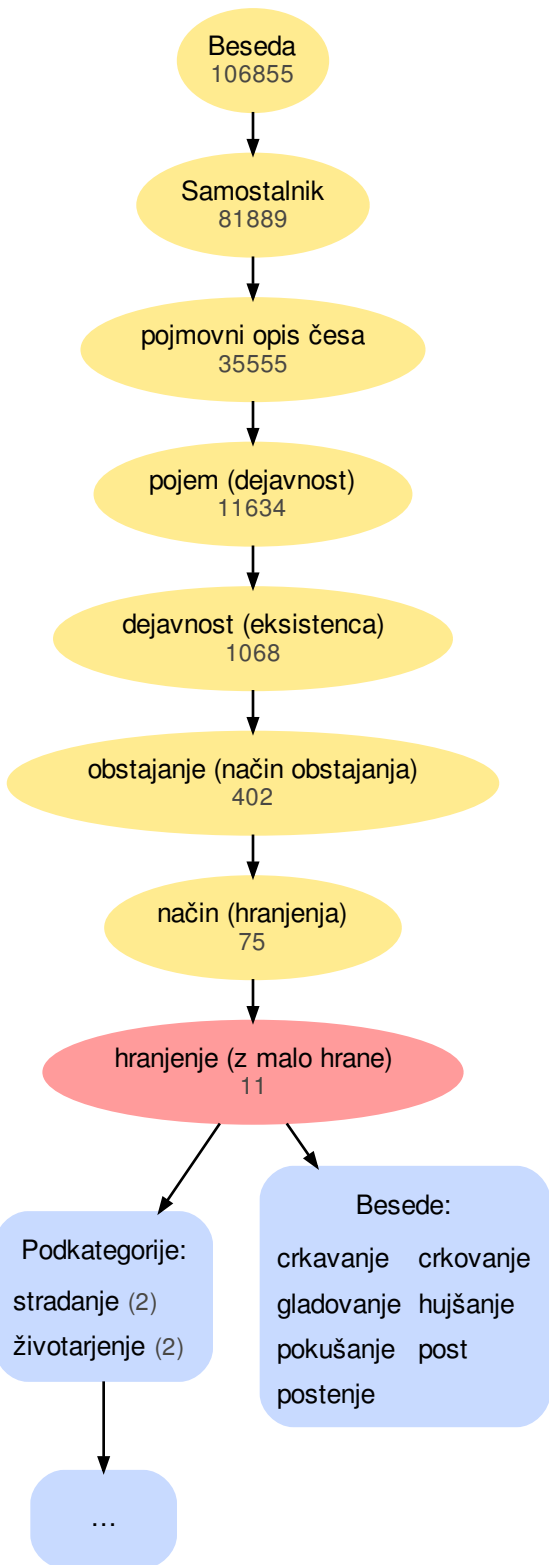 Beseda
106855
Samostalnik
81889
pojmovni opis česa
35555
pojem (dejavnost)
11634
dejavnost (eksistenca)
1068
obstajanje (način obstajanja)
402
način (hranjenja)
75
hranjenje (z malo hrane)
11
Podkategorije:
stradanje (2)
životarjenje (2)
...
Besede:
crkavanje crkovanje
gladovanje hujšanje
pokušanje post
postenje